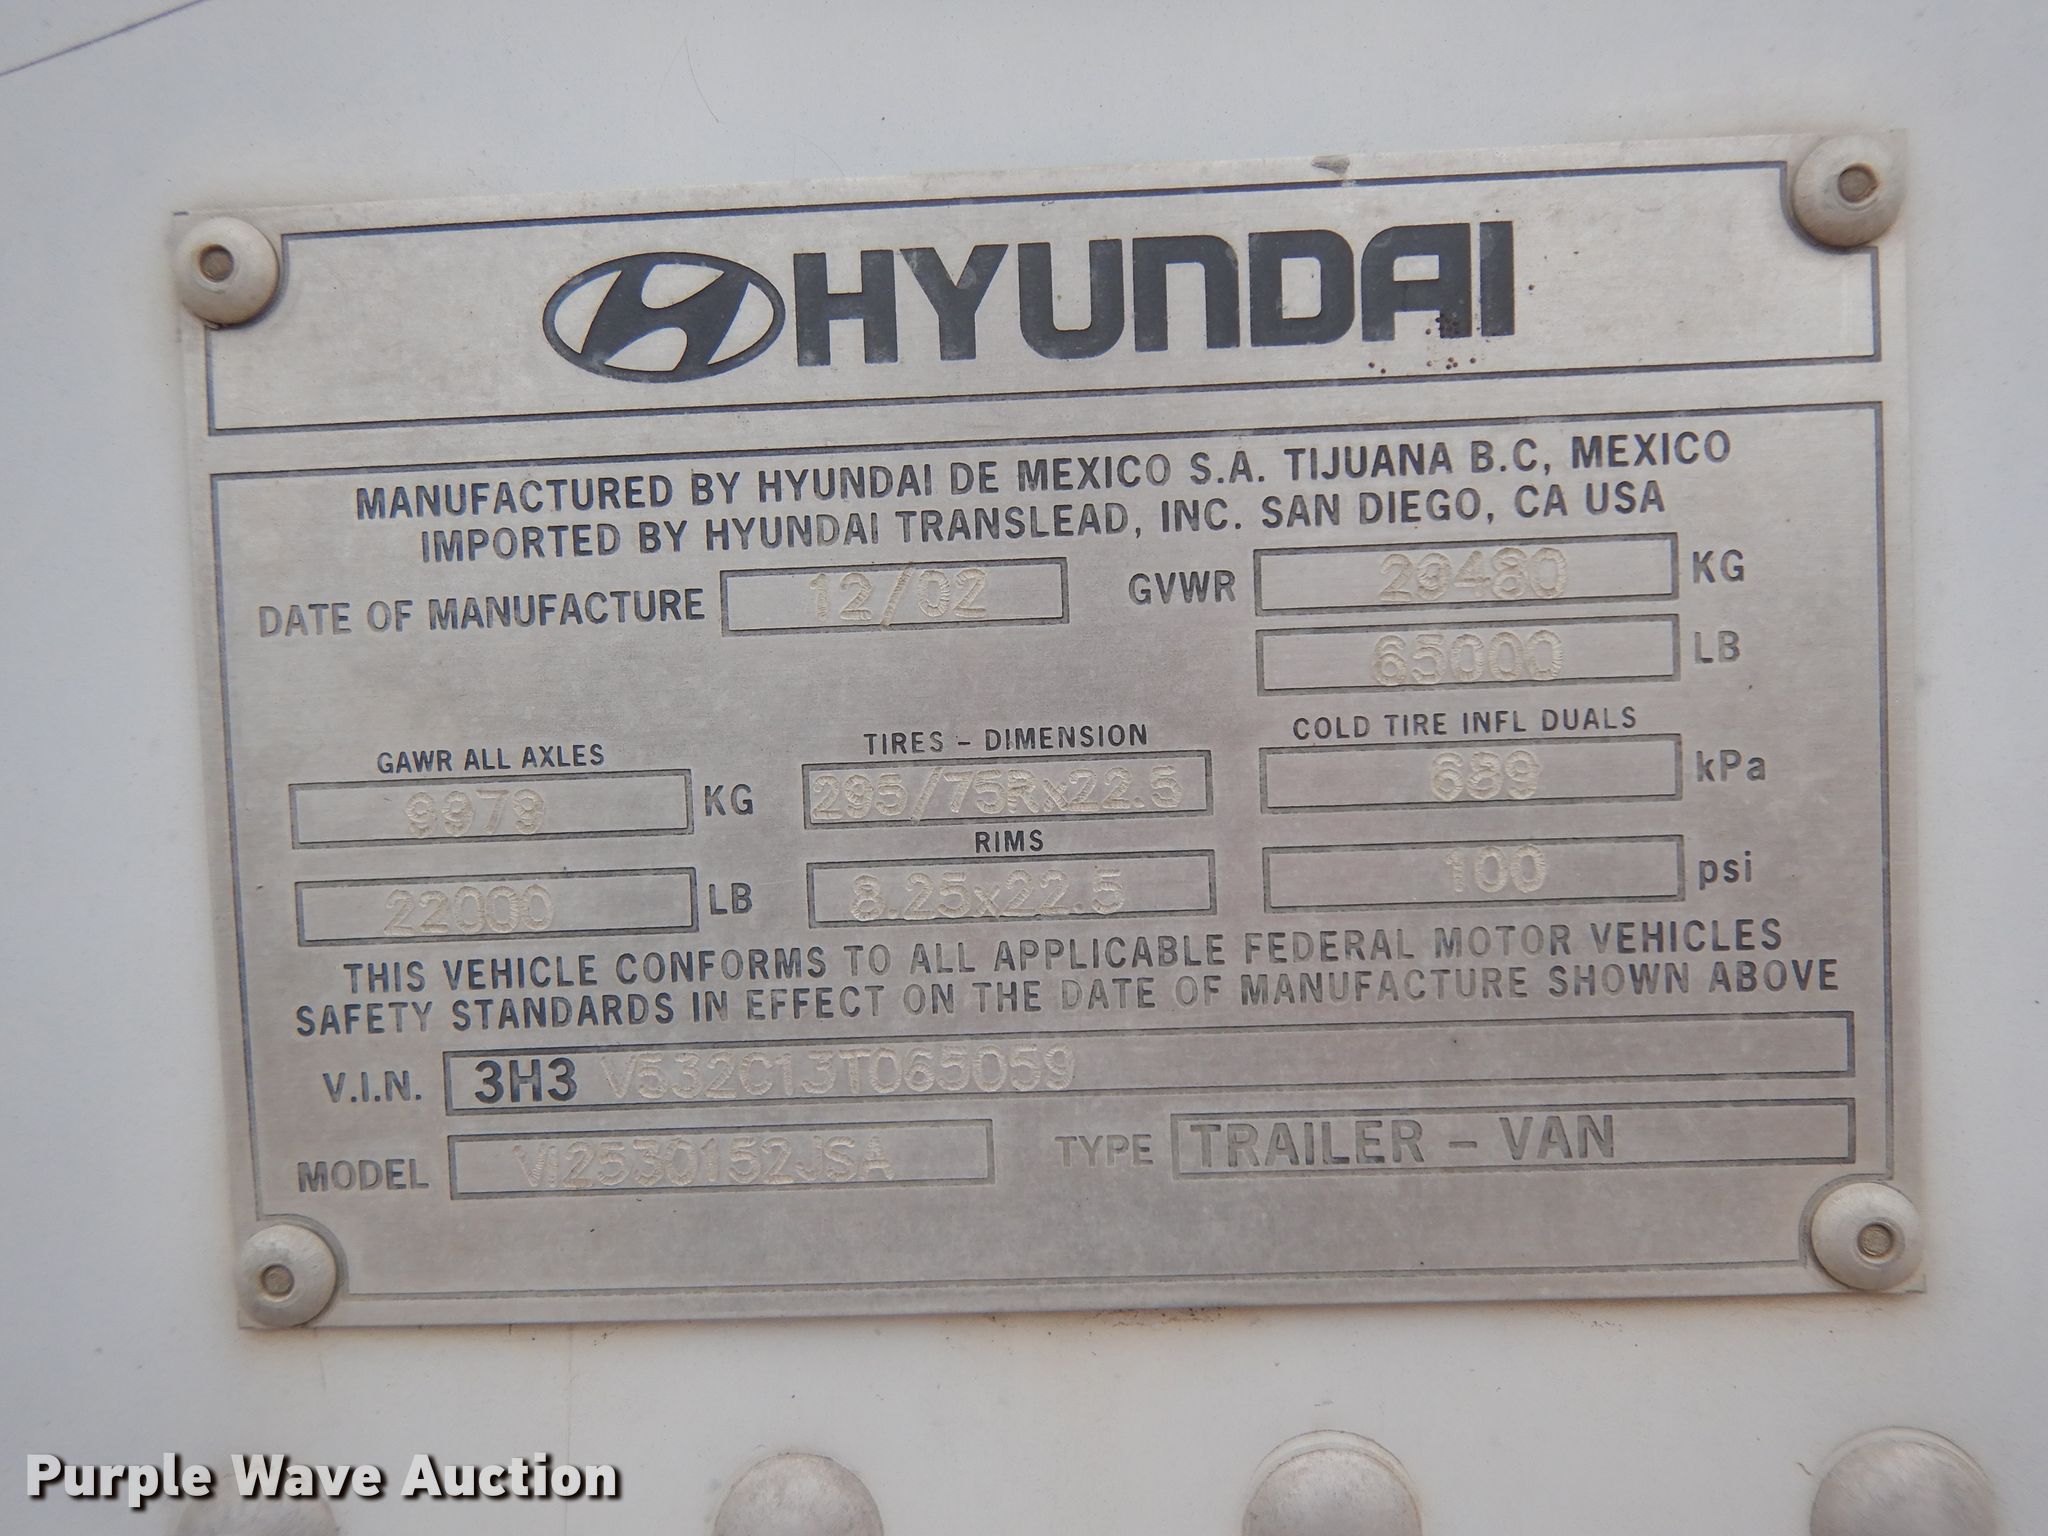 HYUNDAI
MANUFACTURED BY HYUNDAI DE MEXICO S.A. TIJUANA B.C, MEXICO
IMPORTED BY HYUNDAI TRANSLEAD, INC. SAN DIEGO, CA USA
DATE OF MANUFACTURE 12/02 GVWR 29480 KG
65000 LB
GAWR ALL AXLES TIRES - DIMENSION COLD TIRE INFL DUALS
9979 KG 295/75Rx22.5 689 kPa
RIMS
22000 LB 8.25x22.5 100 psi
THIS VEHICLE CONFORMS TO ALL APPLICABLE FEDERAL MOTOR VEHICLES
SAFETY STANDARDS IN EFFECT ON THE DATE OF MANUFACTURE SHOWN ABOVE
V.I.N. 3H3 V532C13T065059
MODEL VI2530152JSA TYPE TRAILER - VAN
Purple Wave Auction